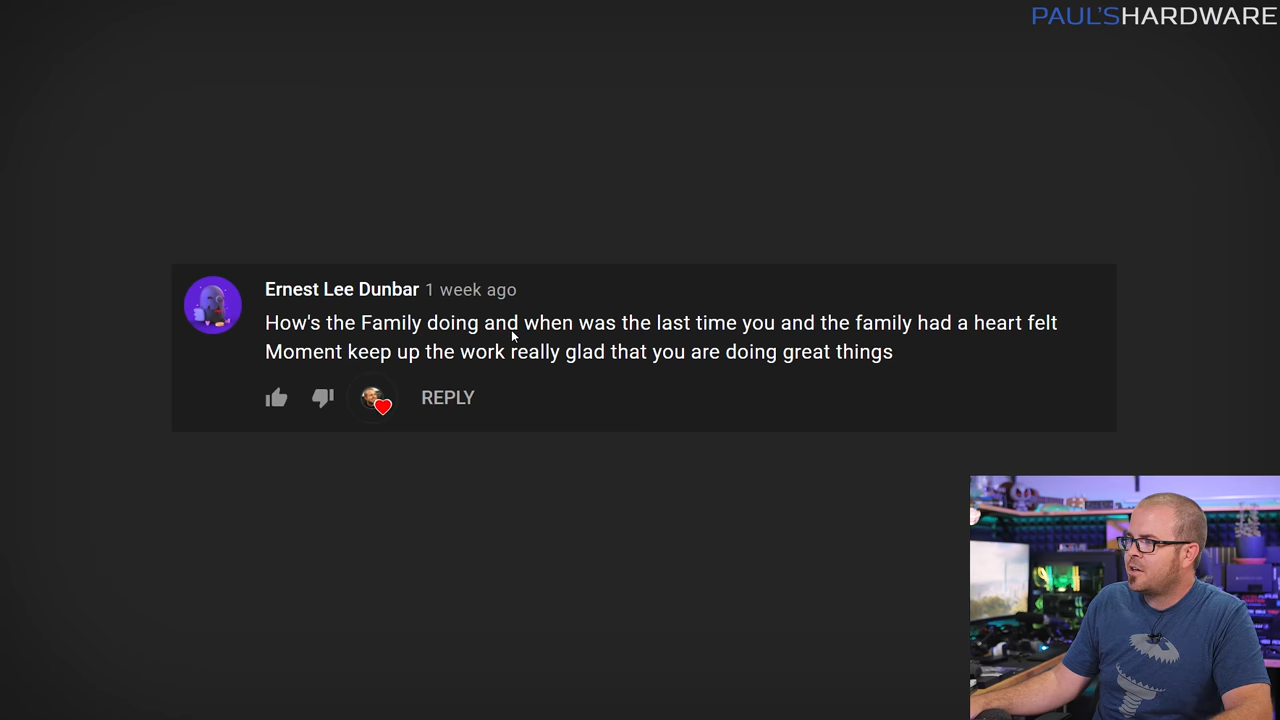 PAUL'SHARDWARE
Ernest Lee Dunbar 1 week ago
How's the Family doing and when was the last time you and the family had a heart felt
Moment keep up the work really glad that you are doing great things
REPLY